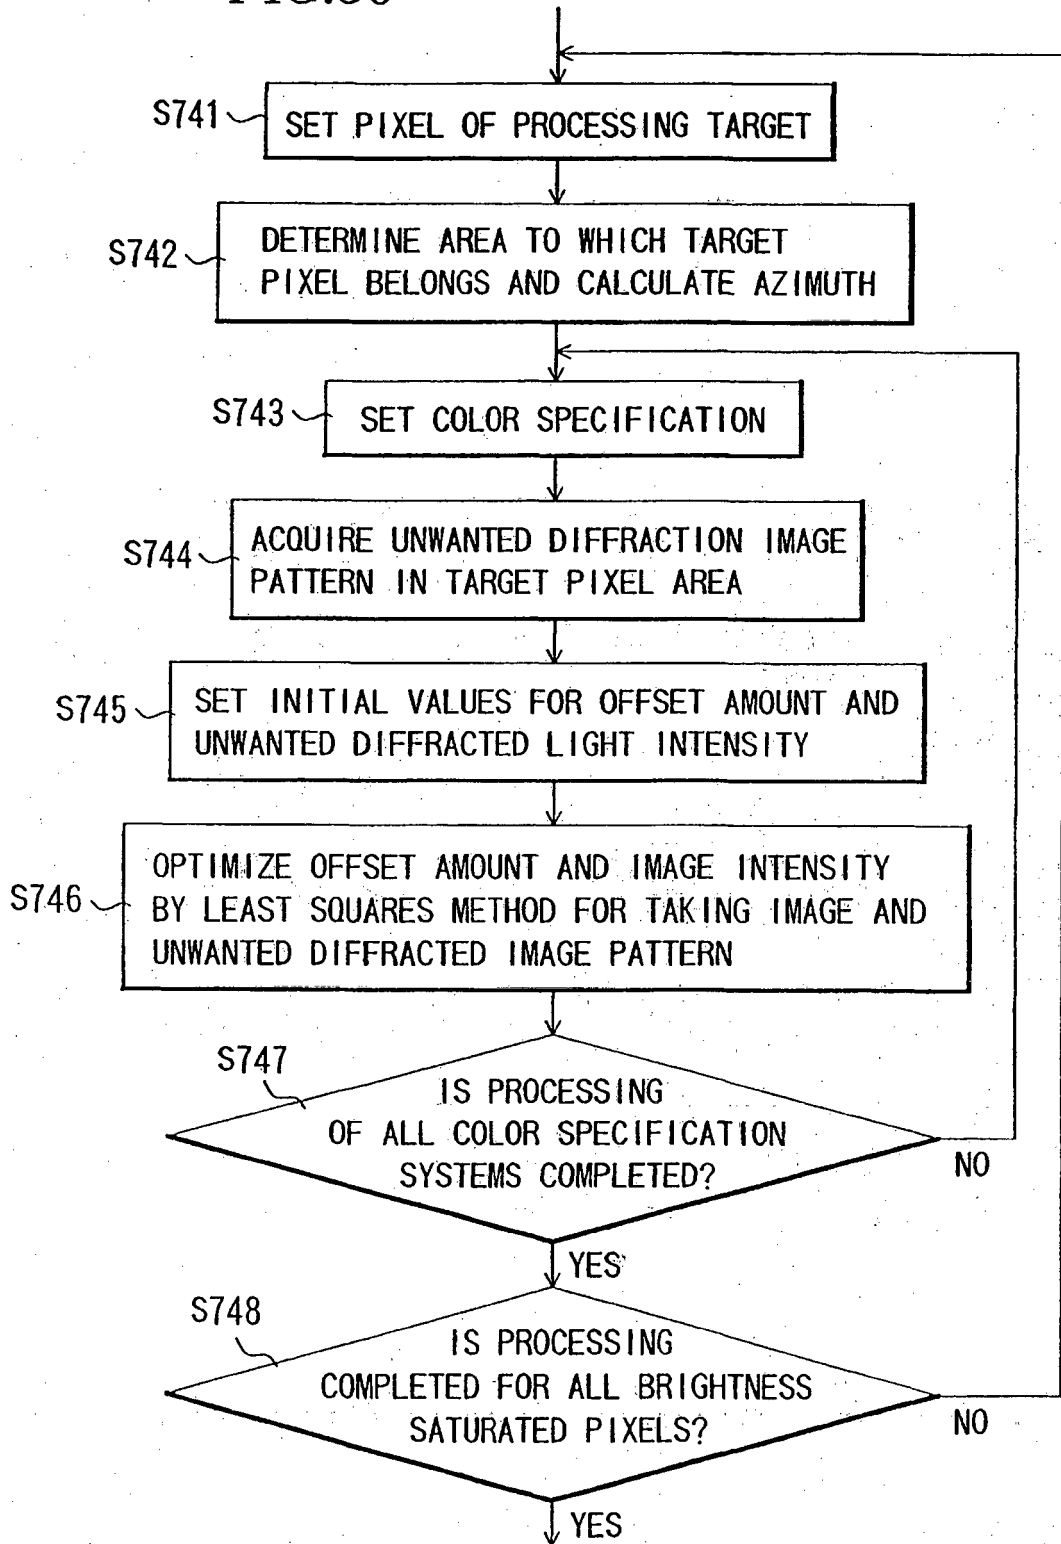 S741
SET PIXEL OF PROCESSING TARGET
S742
DETERMINE AREA TO WHICH TARGET
PIXEL BELONGS AND CALCULATE AZIMUTH
S743
SET COLOR SPECIFICATION
S744
ACQUIRE UNWANTED DIFFRACTION IMAGE
PATTERN IN TARGET PIXEL AREA
S745
SET INITIAL VALUES FOR OFFSET AMOUNT AND
UNWANTED DIFFRACTED LIGHT INTENSITY
S746
OPTIMIZE OFFSET AMOUNT AND IMAGE INTENSITY
BY LEAST SQUARES METHOD FOR TAKING IMAGE AND
UNWANTED DIFFRACTED IMAGE PATTERN
S747
IS PROCESSING
OF ALL COLOR SPECIFICATION
SYSTEMS COMPLETED?
NO
YES
S748
IS PROCESSING
COMPLETED FOR ALL BRIGHTNESS
SATURATED PIXELS?
NO
YES